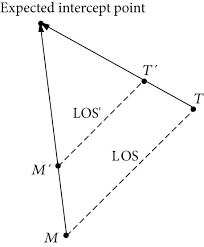 Expected intercept point
T′
LOS′
T
M′
LOS
M